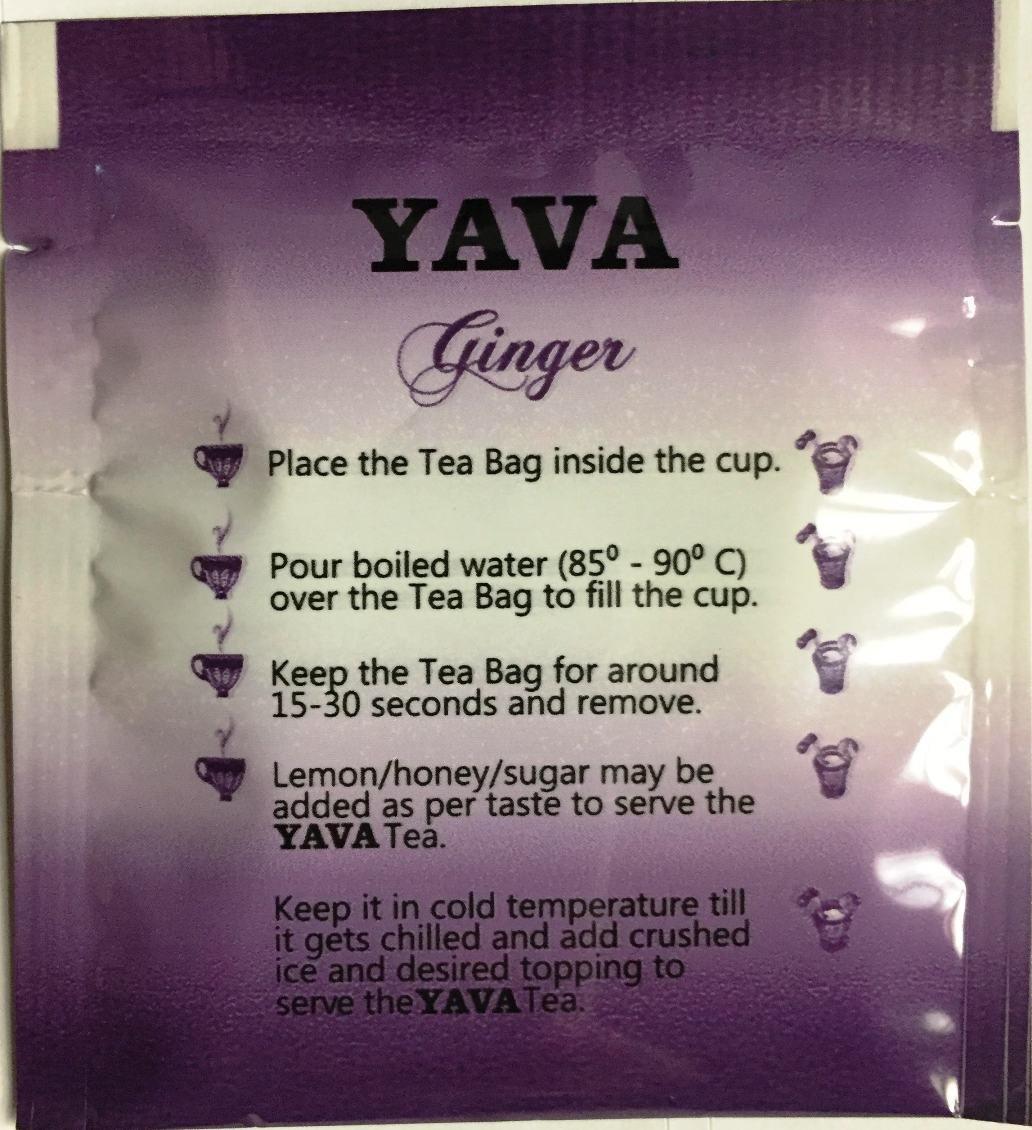 YAVA
Ginger
Place the Tea Bag inside the cup.
Pour boiled water (85⁰ - 90⁰ C)
over the Tea Bag to fill the cup.
Keep the Tea Bag for around
15-30 seconds and remove.
Lemon/honey/sugar may be
added as per taste to serve the
YAVA Tea.
Keep it in cold temperature till
it gets chilled and add crushed
ice and desired topping to
serve the YAVA Tea.